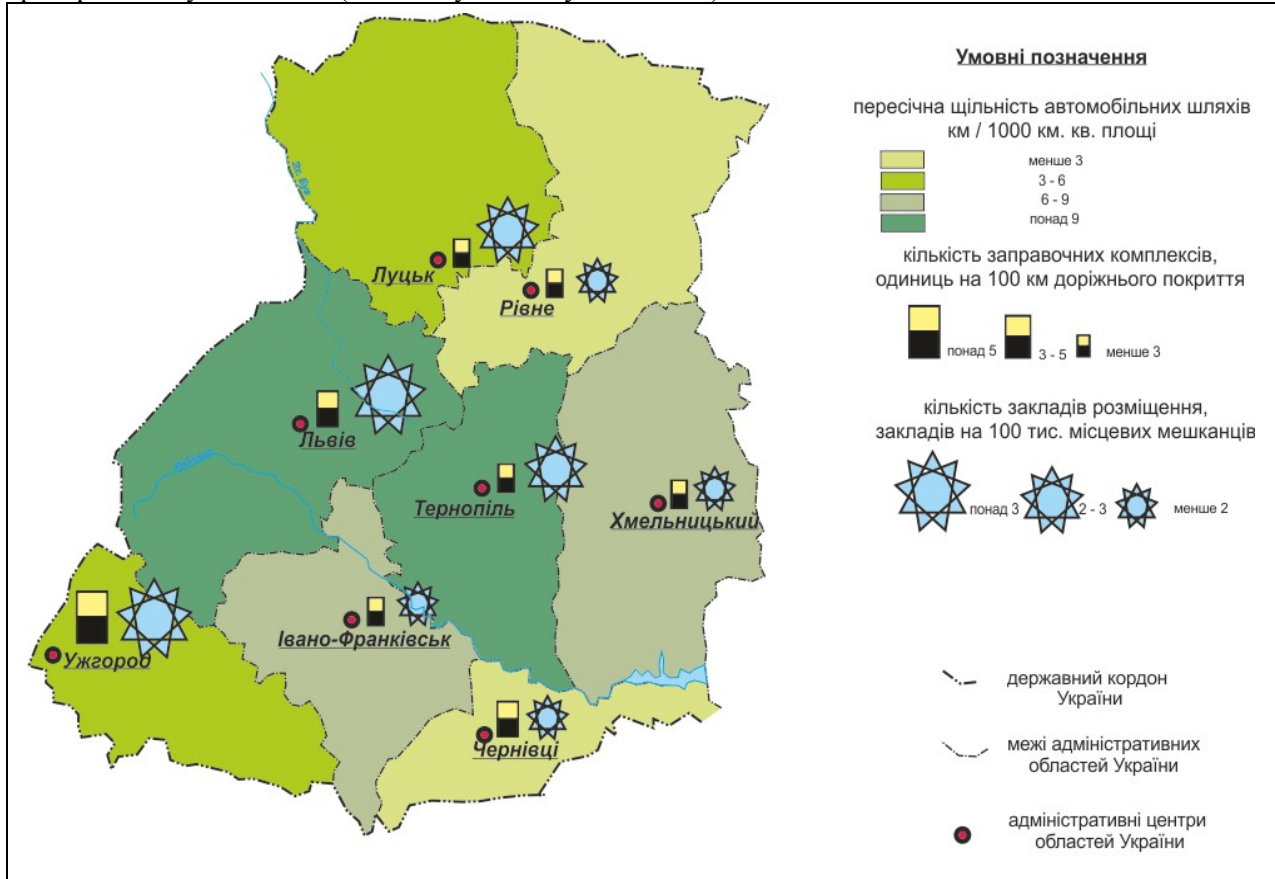 Умовні позначення
пересічна щільність автомобільних шляхів
км / 1000 км. кв. площі
менше 3
3 - 6
6 - 9
понад 9
кількість заправочних комплексів,
одиниць на 100 км доріжнього покриття
понад 5
3 - 5
менше 3
кількість закладів розміщення,
закладів на 100 тис. місцевих мешканців
понад 3
2 - 3
менше 2
державний кордон
України
межі адміністративних
областей України
адміністративні центри
областей України
Луцьк
Рівне
Львів
Тернопіль
Хмельницький
Івано-Франківськ
Ужгород
Чернівці